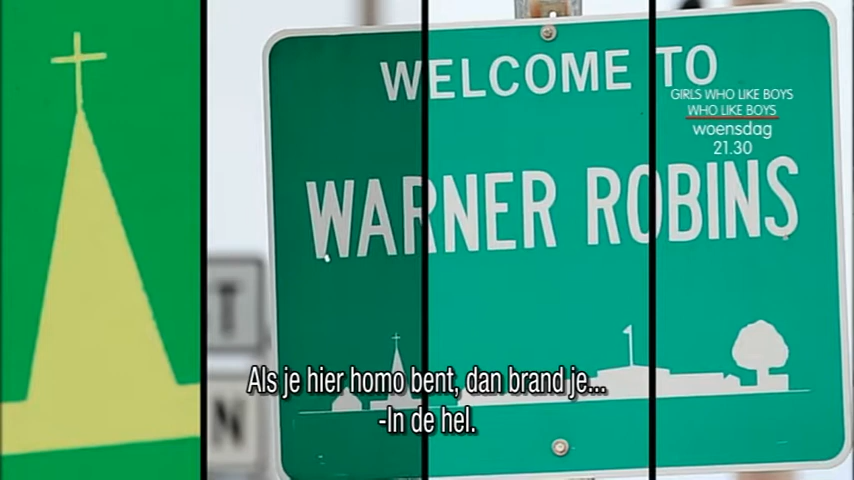 WELCOME TO
GIRLS WHO LIKE BOYS
WHO LIKE BOYS
woensdag
21.30
WARNER ROBINS
T
N
Als je hier homo bent, dan brand je...
-In de hel.